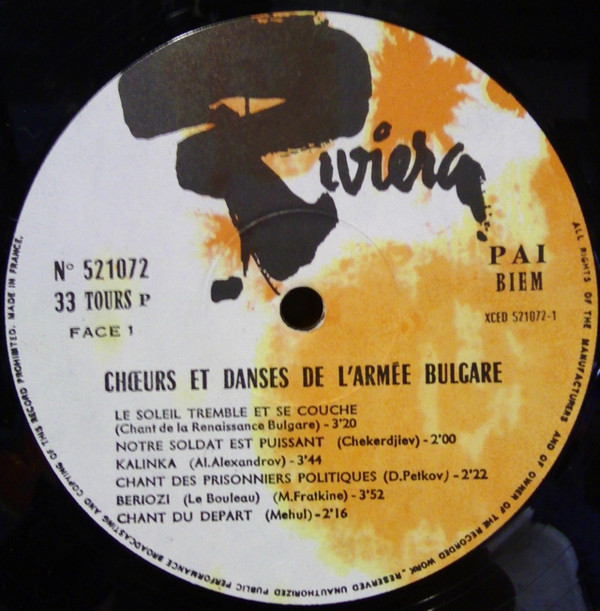 Riviera
N° 521072
33 TOURS P
FACE 1
PAI
BIEM
XCED 521072-1
CHŒURS ET DANSES DE L'ARMÉE BULGARE
LE SOLEIL TREMBLE ET SE COUCHE
(Chant de la Renaissance Bulgare) - 3'20
NOTRE SOLDAT EST PUISSANT (Chekerdjiev) - 2'00
KALINKA (Al.Alexandrov) - 3'44
CHANT DES PRISONNIERS POLITIQUES (D.Petkov) - 2'22
BERIOZI (Le Bouleau) (M.Fratkine) - 3'52
CHANT DU DEPART (Mehul) - 2'16
ALL RIGHTS OF THE MANUFACTURERS AND OF OWNER OF THE RECORDED WORK _ RESERVED UNAUTHORIZED PUBLIC PERFORMANCE BROADCASTING AND COPYING OF THIS RECORD PROHIBITED. MADE IN FRANCE.